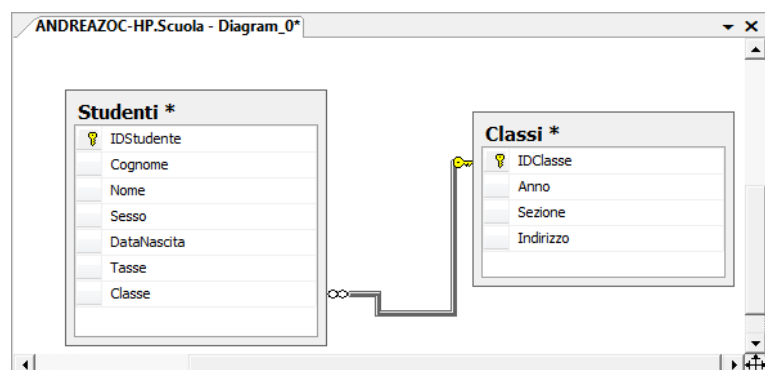 ANDREAZOC-HP.Scuola - Diagram_0*
Studenti *
IDStudente
Cognome
Nome
Sesso
DataNascita
Tasse
Classe
Classi *
IDClasse
Anno
Sezione
Indirizzo